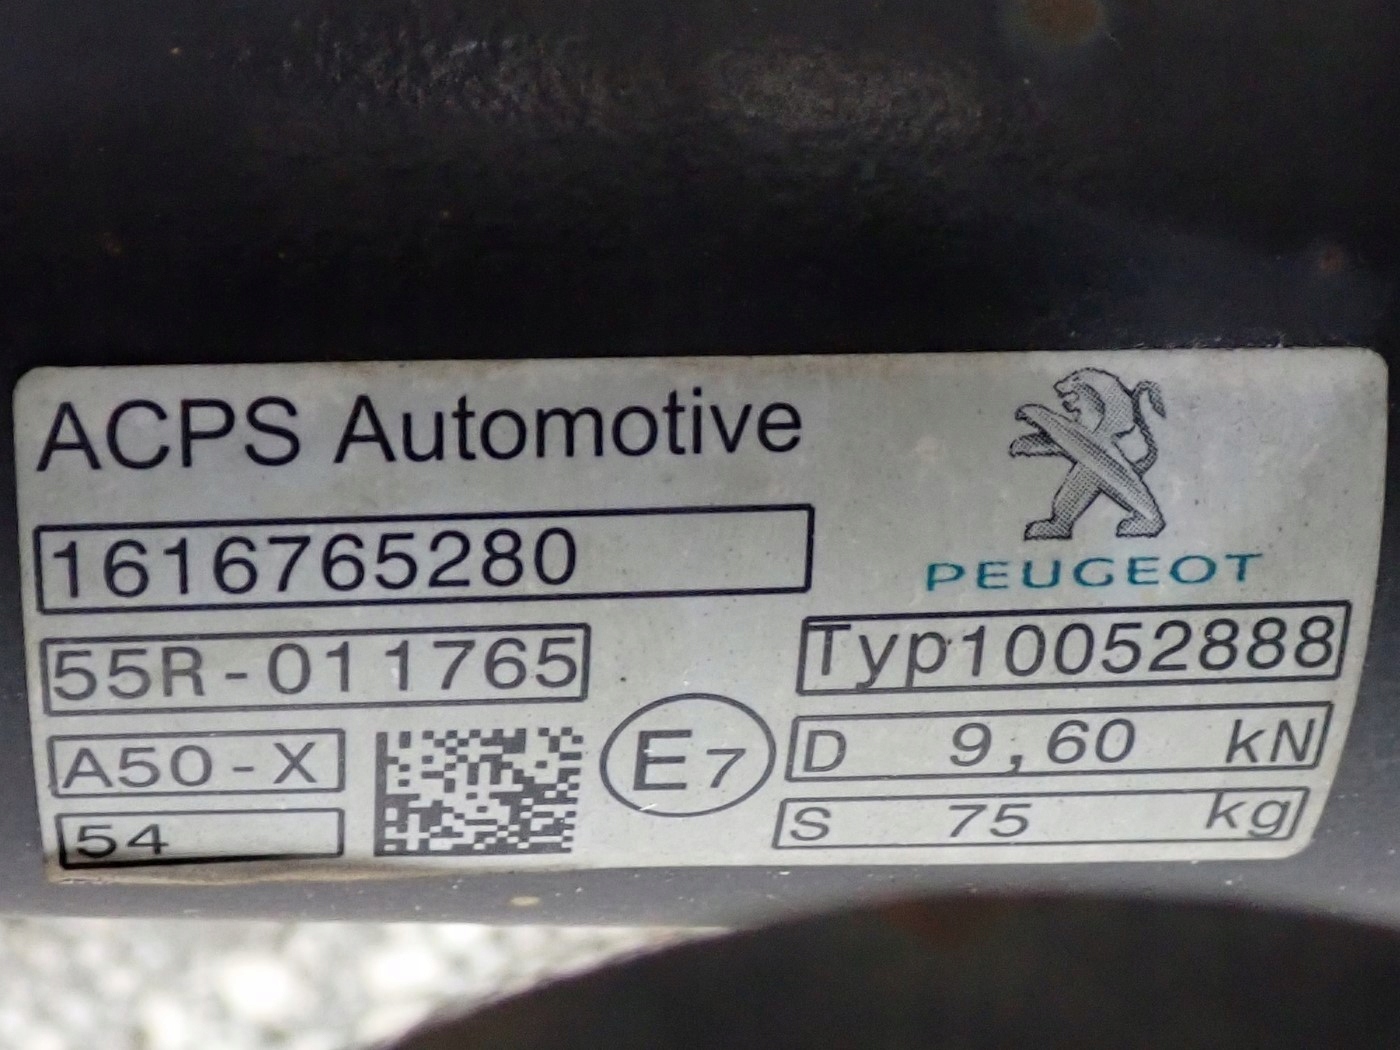 ACPS Automotive
1616765280
PEUGEOT
55R-011765
Typ10052888
A50-X
E7
D 9,60 kN
54
S 75 kg